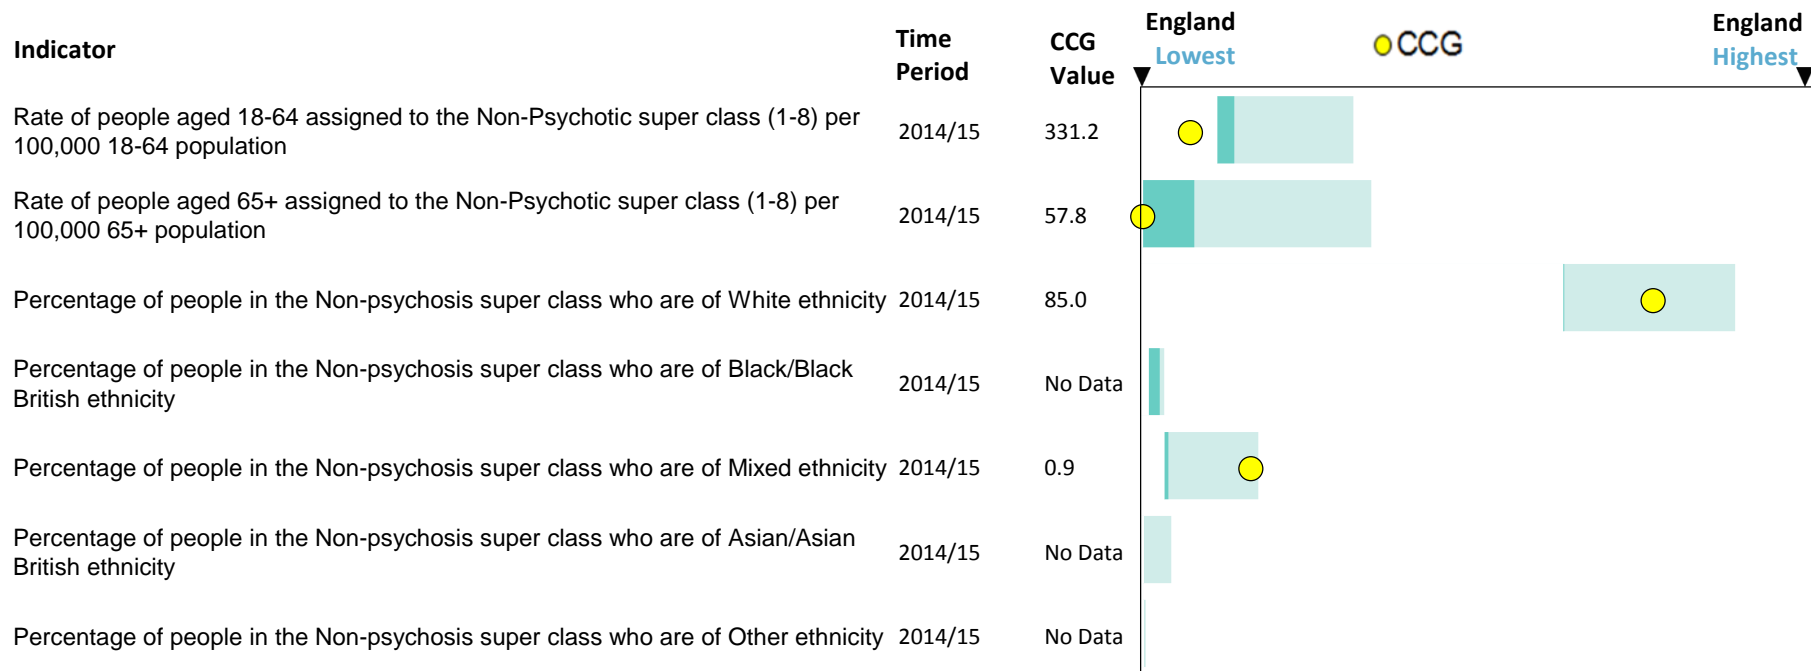 Indicator
Time
Period
CCG
Value
England
Lowest
CCG
England
Highest
Rate of people aged 18-64 assigned to the Non-Psychotic super class (1-8) per
100,000 18-64 population
2014/15
331.2
Rate of people aged 65+ assigned to the Non-Psychotic super class (1-8) per
100,000 65+ population
2014/15
57.8
Percentage of people in the Non-psychosis super class who are of White ethnicity
2014/15
85.0
Percentage of people in the Non-psychosis super class who are of Black/Black
British ethnicity
2014/15
No Data
Percentage of people in the Non-psychosis super class who are of Mixed ethnicity
2014/15
0.9
Percentage of people in the Non-psychosis super class who are of Asian/Asian
British ethnicity
2014/15
No Data
Percentage of people in the Non-psychosis super class who are of Other ethnicity
2014/15
No Data